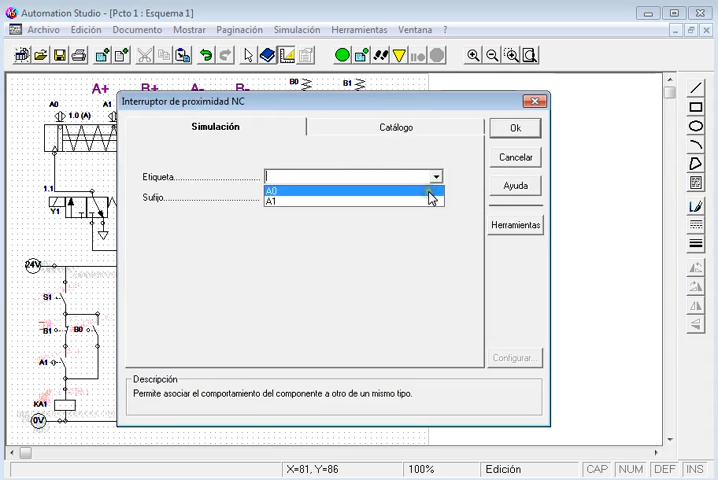 Automation Studio - [Pcto 1 : Esquema 1]
Archivo Edición Documento Mostrar Paginación Simulación Herramientas Ventana ?
A+ B+ A- B- B0 B1
A0 1.0 (A) A1
Interruptor de proximidad NC
Simulación Catálogo Ok
Cancelar
Etiqueta
A0
A1
Ayuda
Sufijo
1.1
Y1
Herramientas
24V
S1
B1 B0
A1
Configurar...
Descripción
Permite asociar el comportamiento del componente a otro de un mismo tipo.
KA1
0V
X=81, Y=86 100% Edición CAP NUM DEF INS